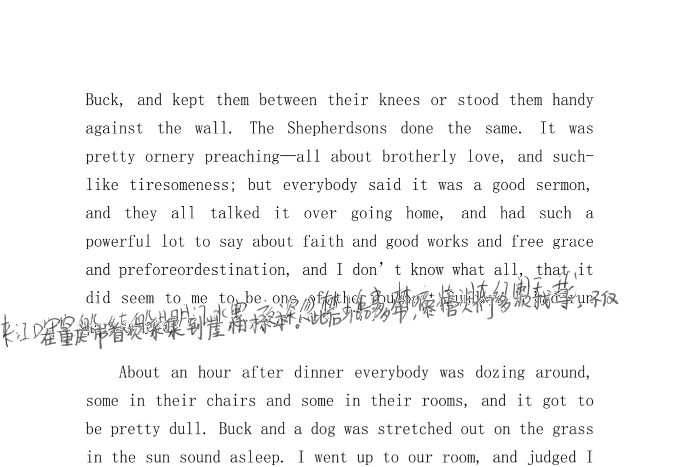 Buck, and kept them between their knees or stood them handy
against the wall. The Shepherdsons done the same. It was
pretty ornery preaching—all about brotherly love, and such-
like tiresomeness; but everybody said it was a good sermon,
and they all talked it over going home, and had such a
powerful lot to say about faith and good works and free grace
and preforeordestination, and I don’t know what all, that it
did seem to me to be one of the
run
About an hour after dinner everybody was dozing around,
some in their chairs and some in their rooms, and it got to
be pretty dull. Buck and a dog was stretched out on the grass
in the sun sound asleep. I went up to our room, and judged I